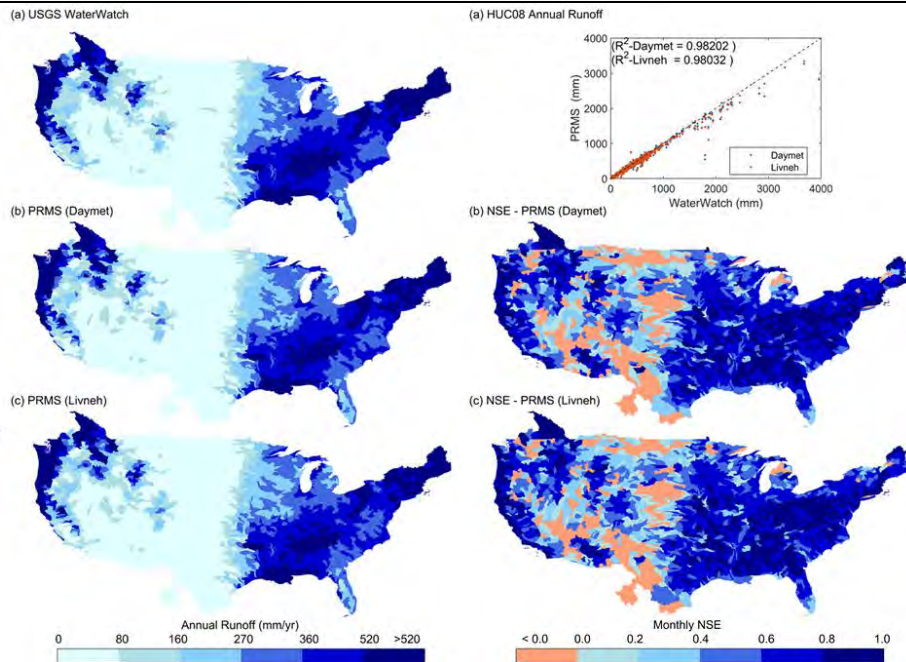 (a) USGS WaterWatch
(b) PRMS (Daymet)
(c) PRMS (Livneh)
0 80 160 270 360 520 >520
Annual Runoff (mm/yr)
(a) HUC08 Annual Runoff
(R²-Daymet = 0.98202 )
(R²-Livneh = 0.98032 )
4000
3000
2000
1000
0
PRMS (mm)
Daymet
Livneh
0 1000 2000 3000 4000
WaterWatch (mm)
(b) NSE - PRMS (Daymet)
(c) NSE - PRMS (Livneh)
Monthly NSE
< 0.0 0.0 0.2 0.4 0.6 0.8 1.0